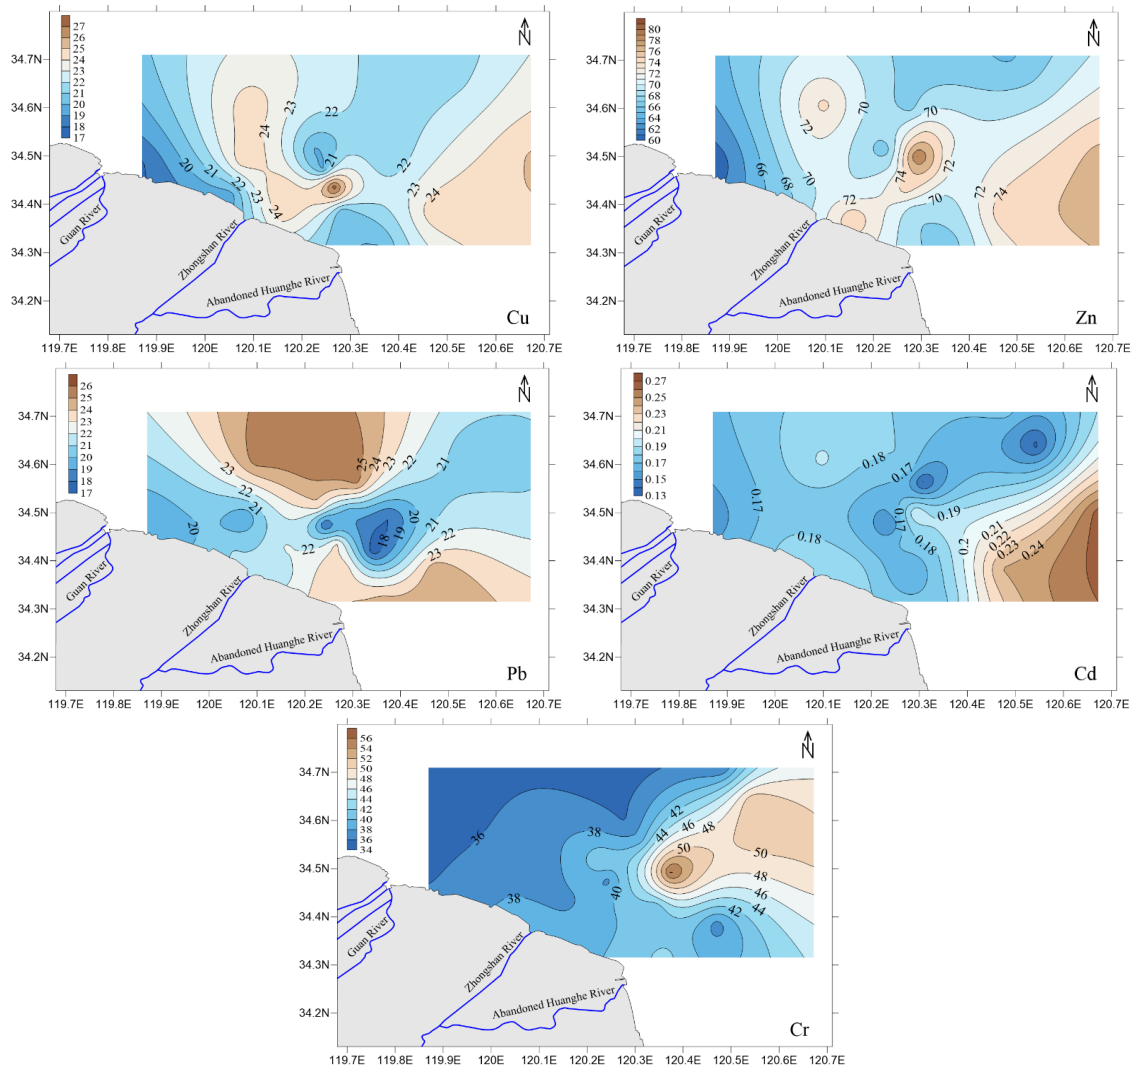 27
26
25
24
23
22
21
20
19
18
17
N
34.7N
34.6N
34.5N
34.4N
34.3N
34.2N
23
24
22
21
20
21
22
23
24
22
23
24
Guan River
Zhongshan River
Abandoned Huanghe River
Cu
119.7E 119.8E 119.9E 120E 120.1E 120.2E 120.3E 120.4E 120.5E 120.6E 120.7E
80
78
76
74
72
70
68
66
64
62
60
N
34.7N
34.6N
34.5N
34.4N
34.3N
34.2N
70
72
70
66
68
70
72
74
72
70
72
74
Guan River
Zhongshan River
Abandoned Huanghe River
Zn
119.7E 119.8E 119.9E 120E 120.1E 120.2E 120.3E 120.4E 120.5E 120.6E 120.7E
26
25
24
23
22
21
20
19
18
17
N
34.7N
34.6N
34.5N
34.4N
34.3N
34.2N
23
22
21
20
22
25
24
23
22
21
20
19
18
21
22
23
Guan River
Zhongshan River
Abandoned Huanghe River
Pb
119.7E 119.8E 119.9E 120E 120.1E 120.2E 120.3E 120.4E 120.5E 120.6E 120.7E
0.27
0.25
0.23
0.21
0.19
0.17
0.15
0.13
N
34.7N
34.6N
34.5N
34.4N
34.3N
34.2N
0.18
0.17
0.17
0.19
0.17
0.18
0.18
0.2
0.21
0.22
0.23
0.24
Guan River
Zhongshan River
Abandoned Huanghe River
Cd
119.7E 119.8E 119.9E 120E 120.1E 120.2E 120.3E 120.4E 120.5E 120.6E 120.7E
56
54
52
50
48
46
44
42
40
38
36
34
N
34.7N
34.6N
34.5N
34.4N
34.3N
34.2N
36
38
38
40
42
44
46
48
50
50
48
46
44
42
Guan River
Zhongshan River
Abandoned Huanghe River
Cr
119.7E 119.8E 119.9E 120E 120.1E 120.2E 120.3E 120.4E 120.5E 120.6E 120.7E